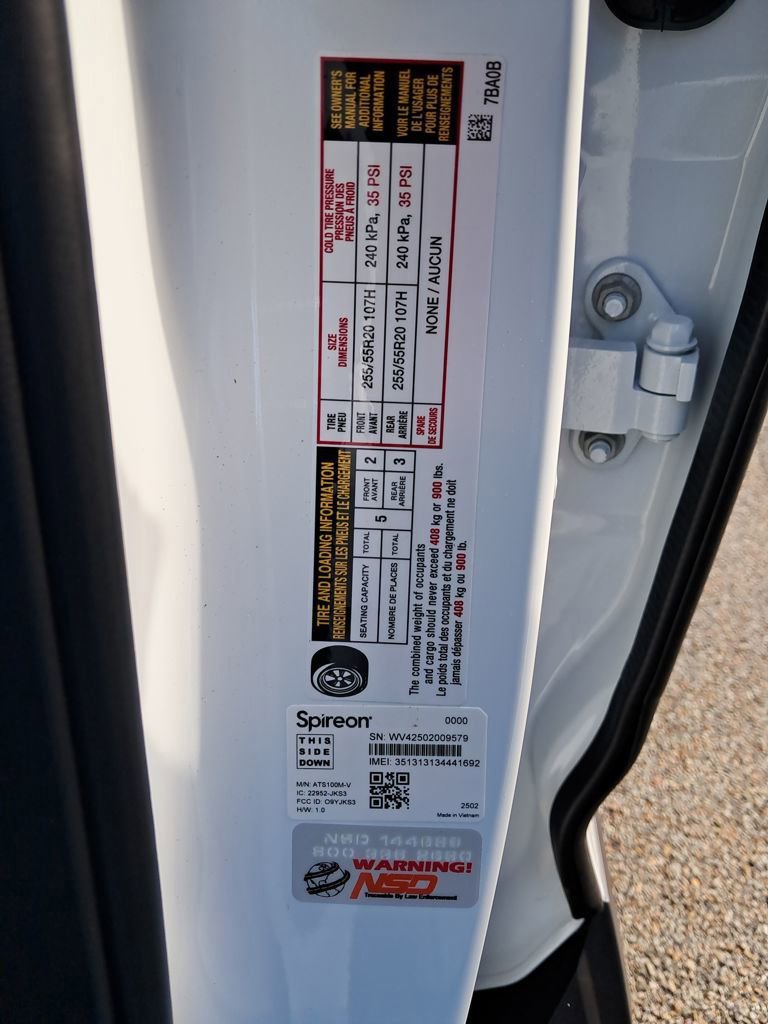 TIRE AND LOADING INFORMATION
RENSEIGNEMENTS SUR LES PNEUS ET LE CHARGEMENT
SEATING CAPACITY TOTAL 5 FRONT AVANT 2
NOMBRE DE PLACES TOTAL REAR ARRIÈRE 3
The combined weight of occupants
and cargo should never exceed 408 kg or 900 lbs.
Le poids total des occupants et du chargement ne doit
jamais dépasser 408 kg ou 900 lb.
TIRE PNEU
SIZE DIMENSIONS
COLD TIRE PRESSURE
PRESSION DES
PNEUS À FROID
FRONT AVANT 255/55R20 107H 240 kPa, 35 PSI
REAR ARRIÈRE 255/55R20 107H 240 kPa, 35 PSI
SPARE DE SECOURS NONE / AUCUN
SEE OWNER'S
MANUAL FOR
ADDITIONAL
INFORMATION
VOIR LE MANUEL
DE L'USAGER
POUR PLUS DE
RENSEIGNEMENTS
7BA0B
Spireon 0000
THIS
SIDE
DOWN
SN: WV42502009579
IMEI: 351313134441692
M/N: ATS100M-V
IC: 22952-JKS3
FCC ID: O9YJKS3
H/W: 1.0
2502
Made in Vietnam
WARNING!
NSD
Traceable By Law Enforcement